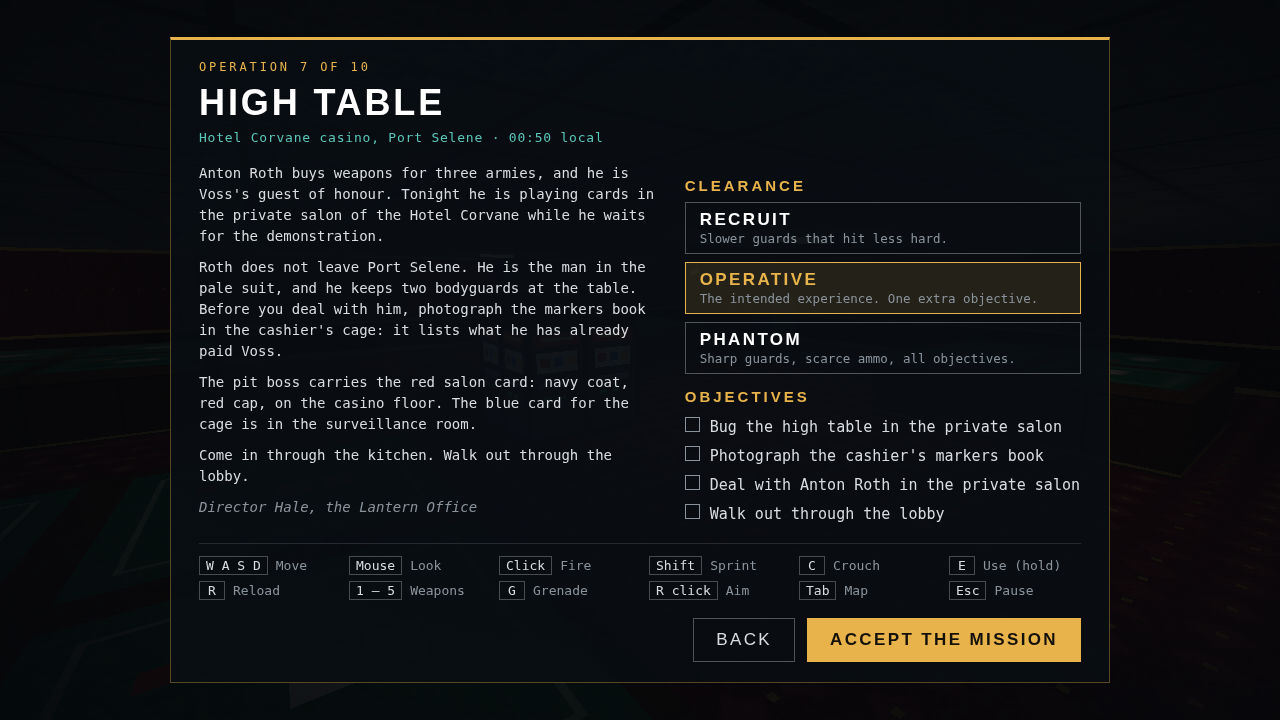 OPERATION 7 OF 10
HIGH TABLE
Hotel Corvane casino, Port Selene · 00:50 local
Anton Roth buys weapons for three armies, and he is
Voss's guest of honour. Tonight he is playing cards in
the private salon of the Hotel Corvane while he waits
for the demonstration.
Roth does not leave Port Selene. He is the man in the
pale suit, and he keeps two bodyguards at the table.
Before you deal with him, photograph the markers book
in the cashier's cage: it lists what he has already
paid Voss.
The pit boss carries the red salon card: navy coat,
red cap, on the casino floor. The blue card for the
cage is in the surveillance room.
Come in through the kitchen. Walk out through the
lobby.
Director Hale, the Lantern Office
CLEARANCE
RECRUIT
Slower guards that hit less hard.
OPERATIVE
The intended experience. One extra objective.
PHANTOM
Sharp guards, scarce ammo, all objectives.
OBJECTIVES
Bug the high table in the private salon
Photograph the cashier's markers book
Deal with Anton Roth in the private salon
Walk out through the lobby
W A S D Move Mouse Look Click Fire Shift Sprint C Crouch E Use (hold)
R Reload 1 – 5 Weapons G Grenade R click Aim Tab Map Esc Pause
BACK ACCEPT THE MISSION